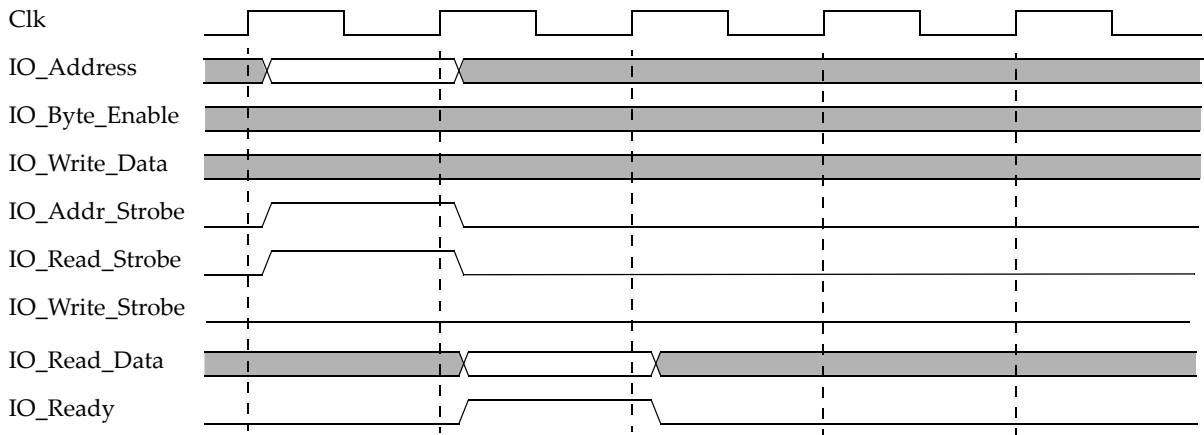 Clk
IO_Address
IO_Byte_Enable
IO_Write_Data
IO_Addr_Strobe
IO_Read_Strobe
IO_Write_Strobe
IO_Read_Data
IO_Ready